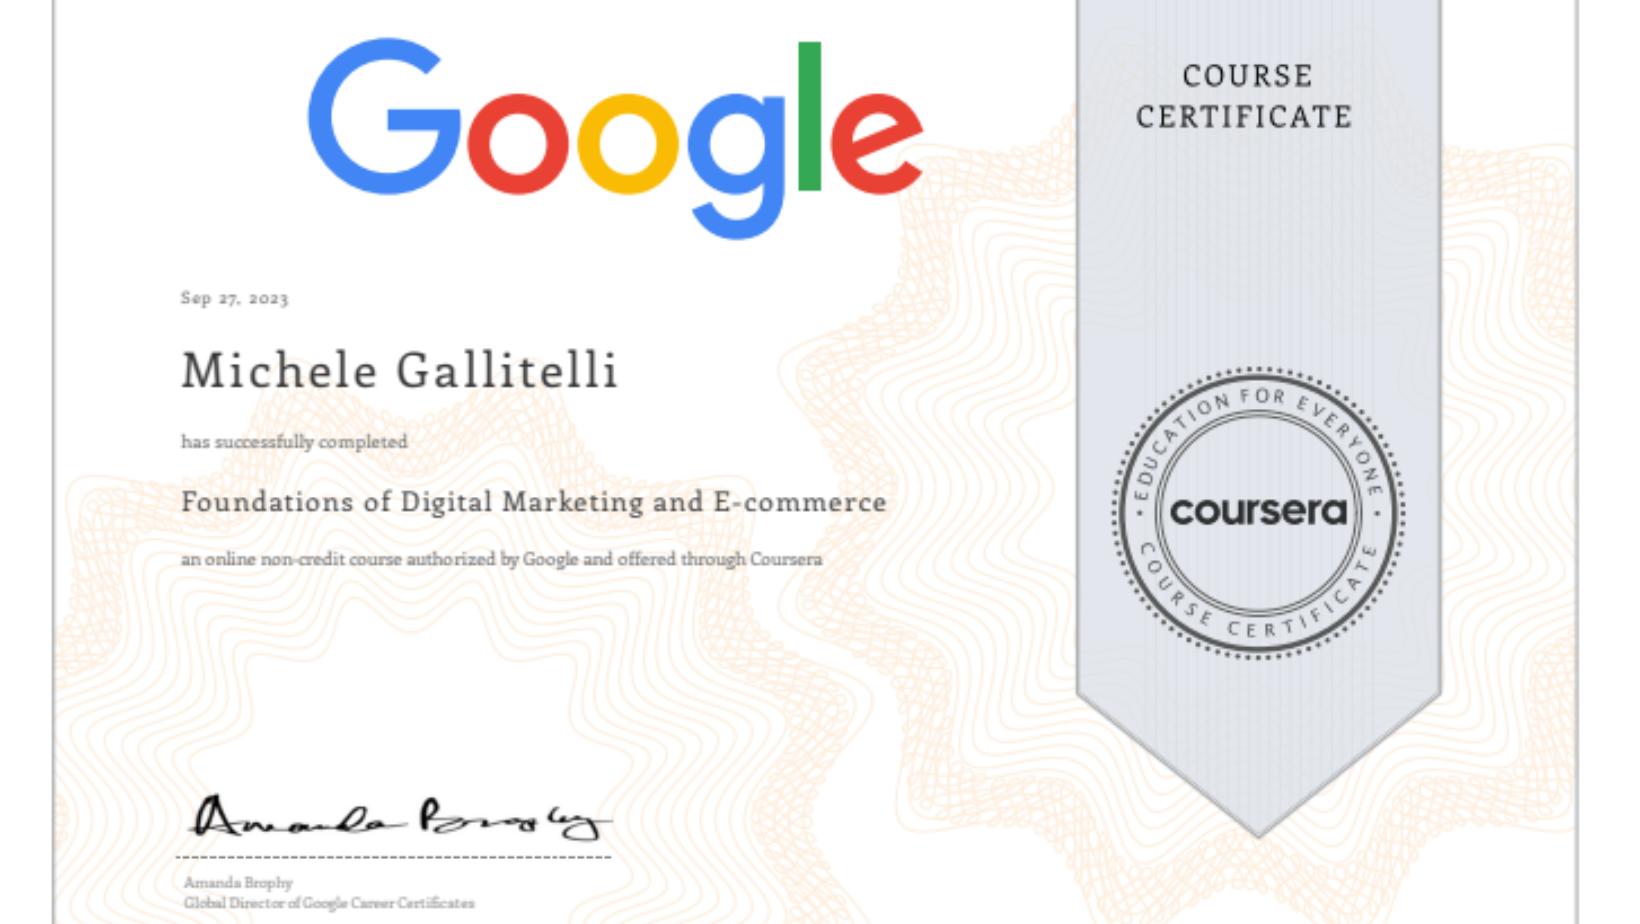 Google
COURSE
CERTIFICATE
Sep 27, 2023
Michele Gallitelli
has successfully completed
Foundations of Digital Marketing and E-commerce
an online non-credit course authorized by Google and offered through Coursera
EDUCATION FOR EVERYONE
coursera
COURSE CERTIFICATE
Amanda Brophy
Amanda Brophy
Global Director of Google Career Certificates